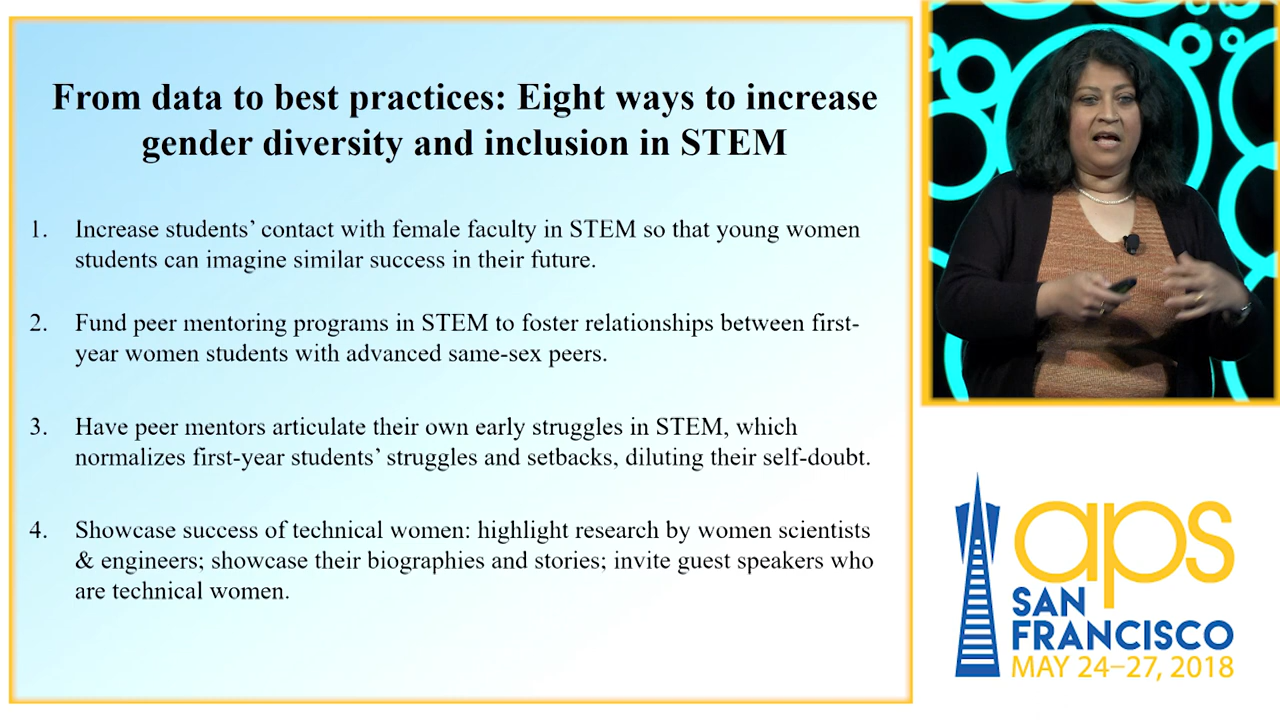 From data to best practices: Eight ways to increase
gender diversity and inclusion in STEM
1. Increase students’ contact with female faculty in STEM so that young women
students can imagine similar success in their future.
2. Fund peer mentoring programs in STEM to foster relationships between first-
year women students with advanced same-sex peers.
3. Have peer mentors articulate their own early struggles in STEM, which
normalizes first-year students’ struggles and setbacks, diluting their self-doubt.
4. Showcase success of technical women: highlight research by women scientists
& engineers; showcase their biographies and stories; invite guest speakers who
are technical women.
aps
SAN
FRANCISCO
MAY 24–27, 2018